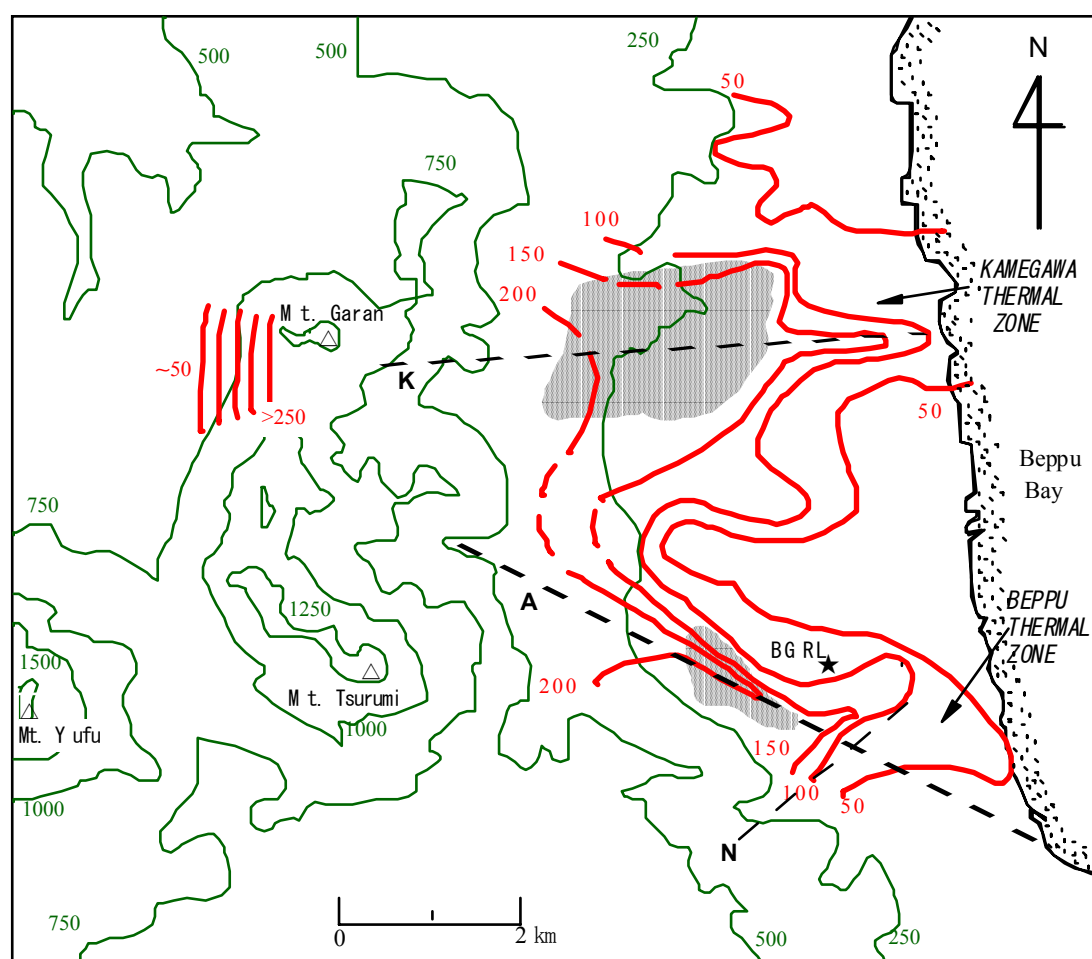 500
500
250
50
N
750
100
150
200
KAMEGAWA
THERMAL
ZONE
Mt. Garan
~50
K
>250
50
Beppu
Bay
750
A
1250
BEPPU
THERMAL
ZONE
BGRL
1500
200
Mt. Tsurumi
Mt. Yufu
1000
150
1000
100
50
N
750
0
2 km
500
250